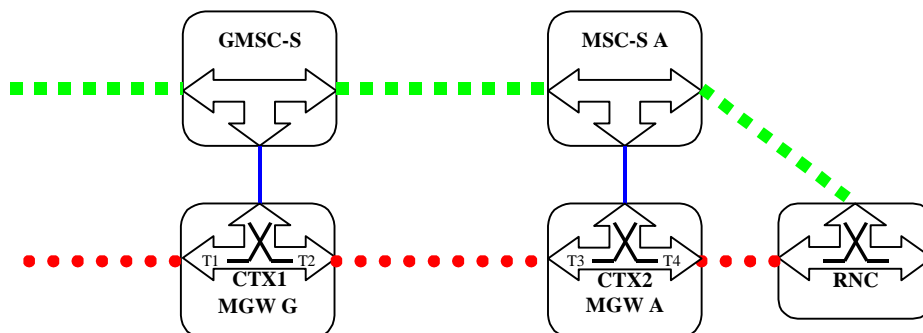 GMSC-S
MSC-S A
T1
T2
CTX1
MGW G
T3
T4
CTX2
MGW A
RNC